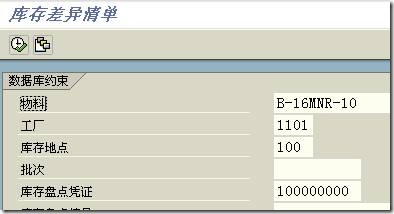 库存差异清单
数据库约束
物料 B-16MNR-10
工厂 1101
库存地点 100
批次
库存盘点凭证 100000000